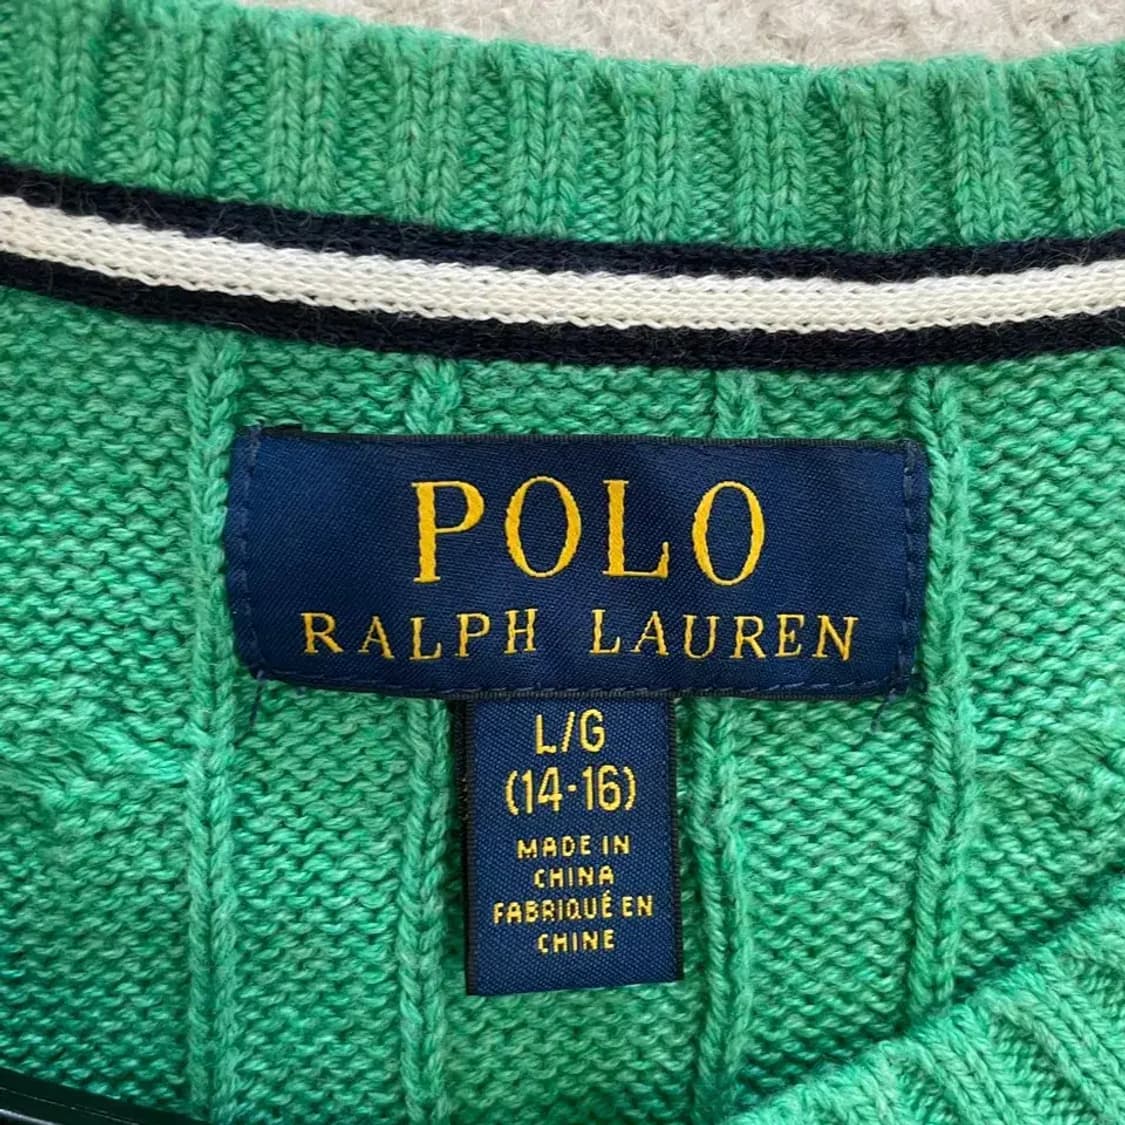 POLO
RALPH LAUREN
L/G
(14-16)
MADE IN
CHINA
FABRIQUÉ EN
CHINE